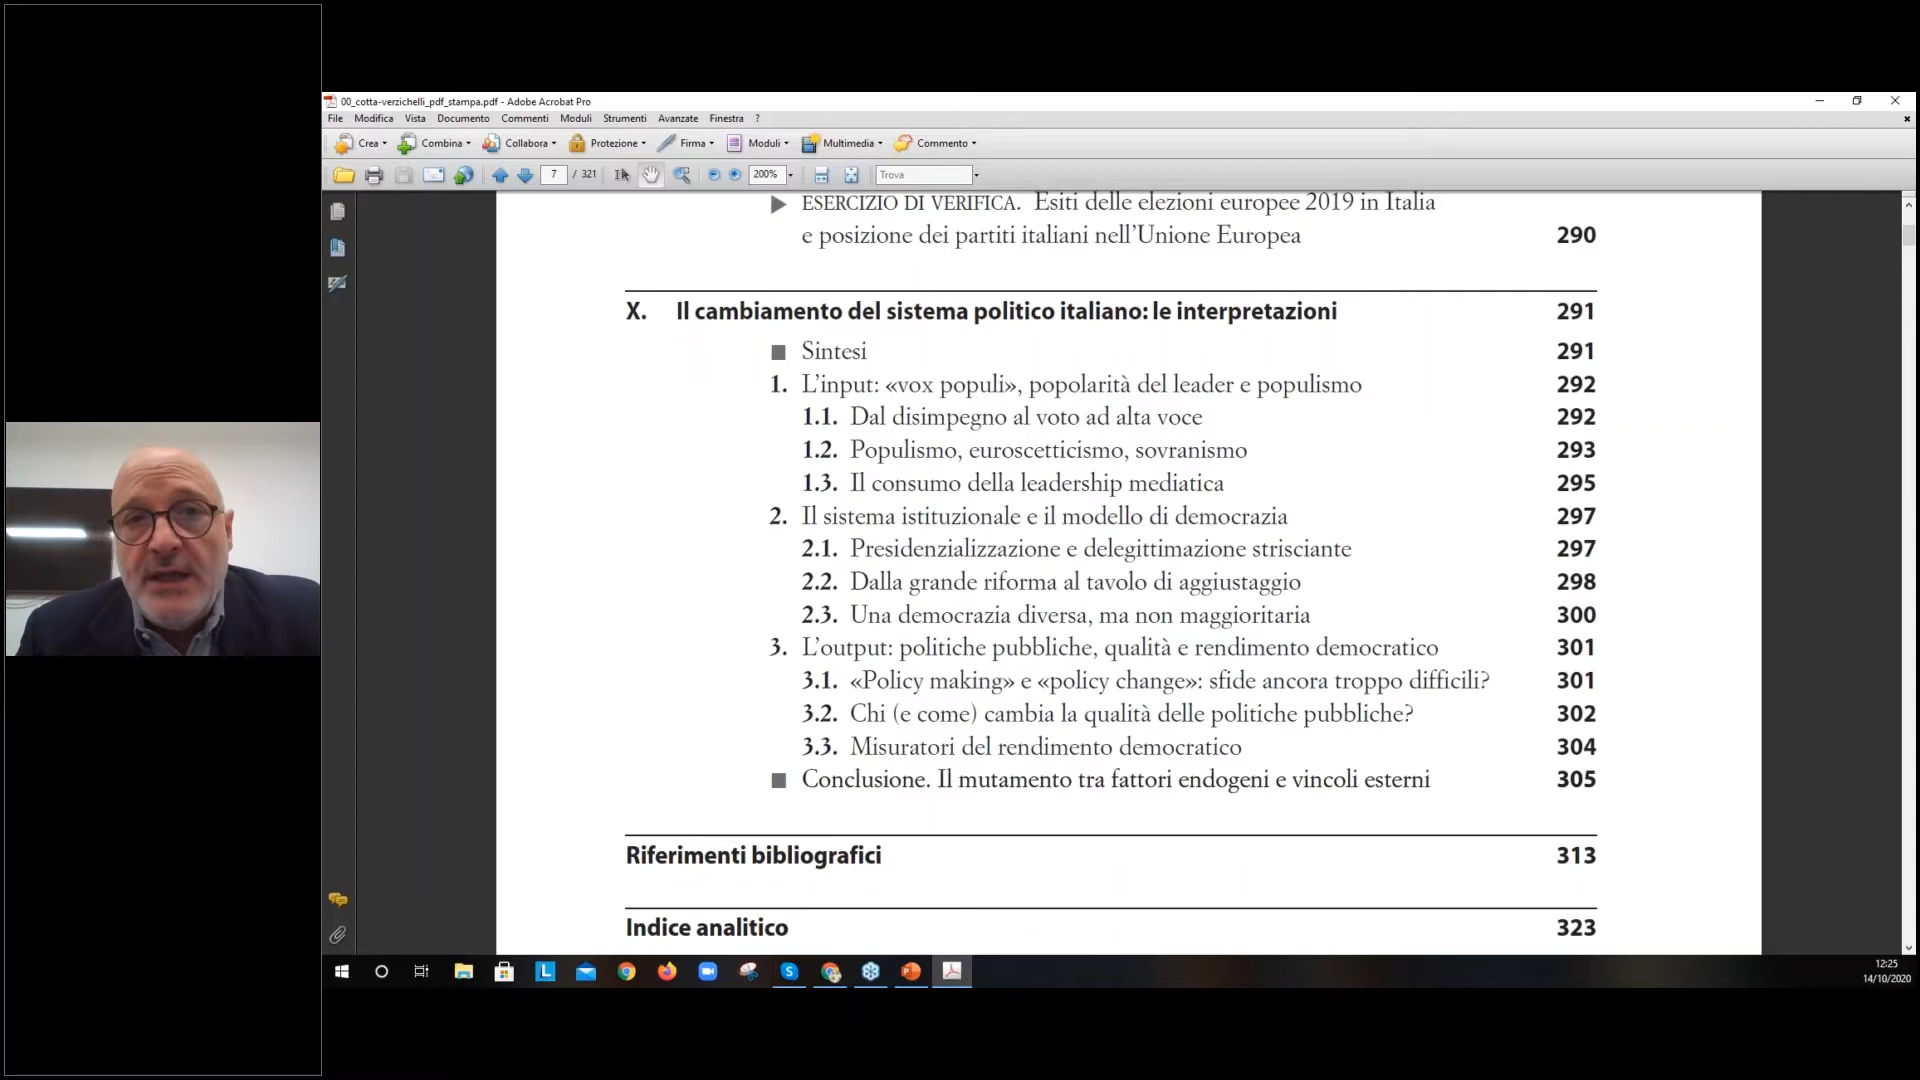 00_cotta-verzichelli_pdf_stampa.pdf - Adobe Acrobat Pro
File Modifica Vista Documento Commenti Moduli Strumenti Avanzate Finestra ?
Crea Combina Collabora Protezione Firma Moduli Multimedia Commento
7 / 321 200% Trova
ESERCIZIO DI VERIFICA. Esiti delle elezioni europee 2019 in Italia
e posizione dei partiti italiani nell’Unione Europea 290
X. Il cambiamento del sistema politico italiano: le interpretazioni 291
Sintesi 291
1. L’input: «vox populi», popolarità del leader e populismo 292
1.1. Dal disimpegno al voto ad alta voce 292
1.2. Populismo, euroscetticismo, sovranismo 293
1.3. Il consumo della leadership mediatica 295
2. Il sistema istituzionale e il modello di democrazia 297
2.1. Presidenzializzazione e delegittimazione strisciante 297
2.2. Dalla grande riforma al tavolo di aggiustaggio 298
2.3. Una democrazia diversa, ma non maggioritaria 300
3. L’output: politiche pubbliche, qualità e rendimento democratico 301
3.1. «Policy making» e «policy change»: sfide ancora troppo difficili? 301
3.2. Chi (e come) cambia la qualità delle politiche pubbliche? 302
3.3. Misuratori del rendimento democratico 304
Conclusione. Il mutamento tra fattori endogeni e vincoli esterni 305
Riferimenti bibliografici 313
Indice analitico 323
12:25
14/10/2020